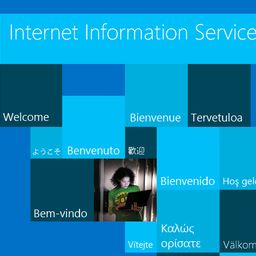 Internet Information Service
Welcome
Bienvenue
Tervetuloa
ようこそ
Benvenuto
歡迎
Bienvenido
Hoş gel
Bem-vindo
Vítejte
Καλώς
ορίσατε
Välkom